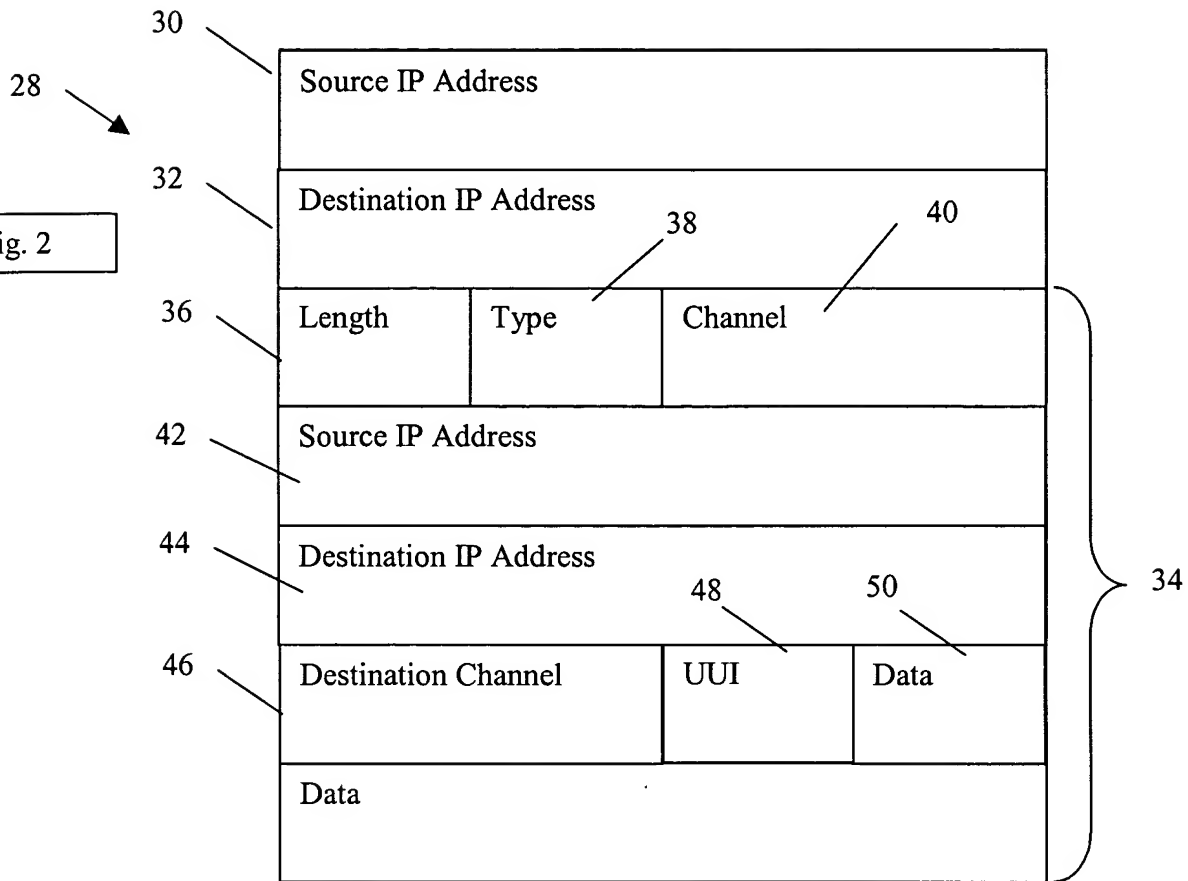 30
Source IP Address
28
32
Destination IP Address
38
40
ig. 2
36
Length Type Channel
42
Source IP Address
44
Destination IP Address
48
50
34
46
Destination Channel UUI Data
Data